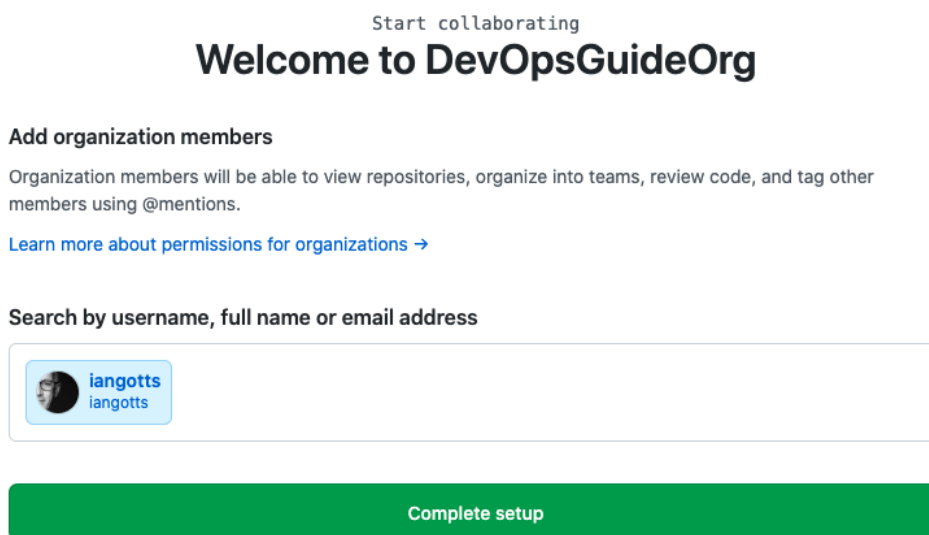 Start collaborating
Welcome to DevOpsGuideOrg
Add organization members
Organization members will be able to view repositories, organize into teams, review code, and tag other
members using @mentions.
Learn more about permissions for organizations →
Search by username, full name or email address
iangotts
iangotts
Complete setup